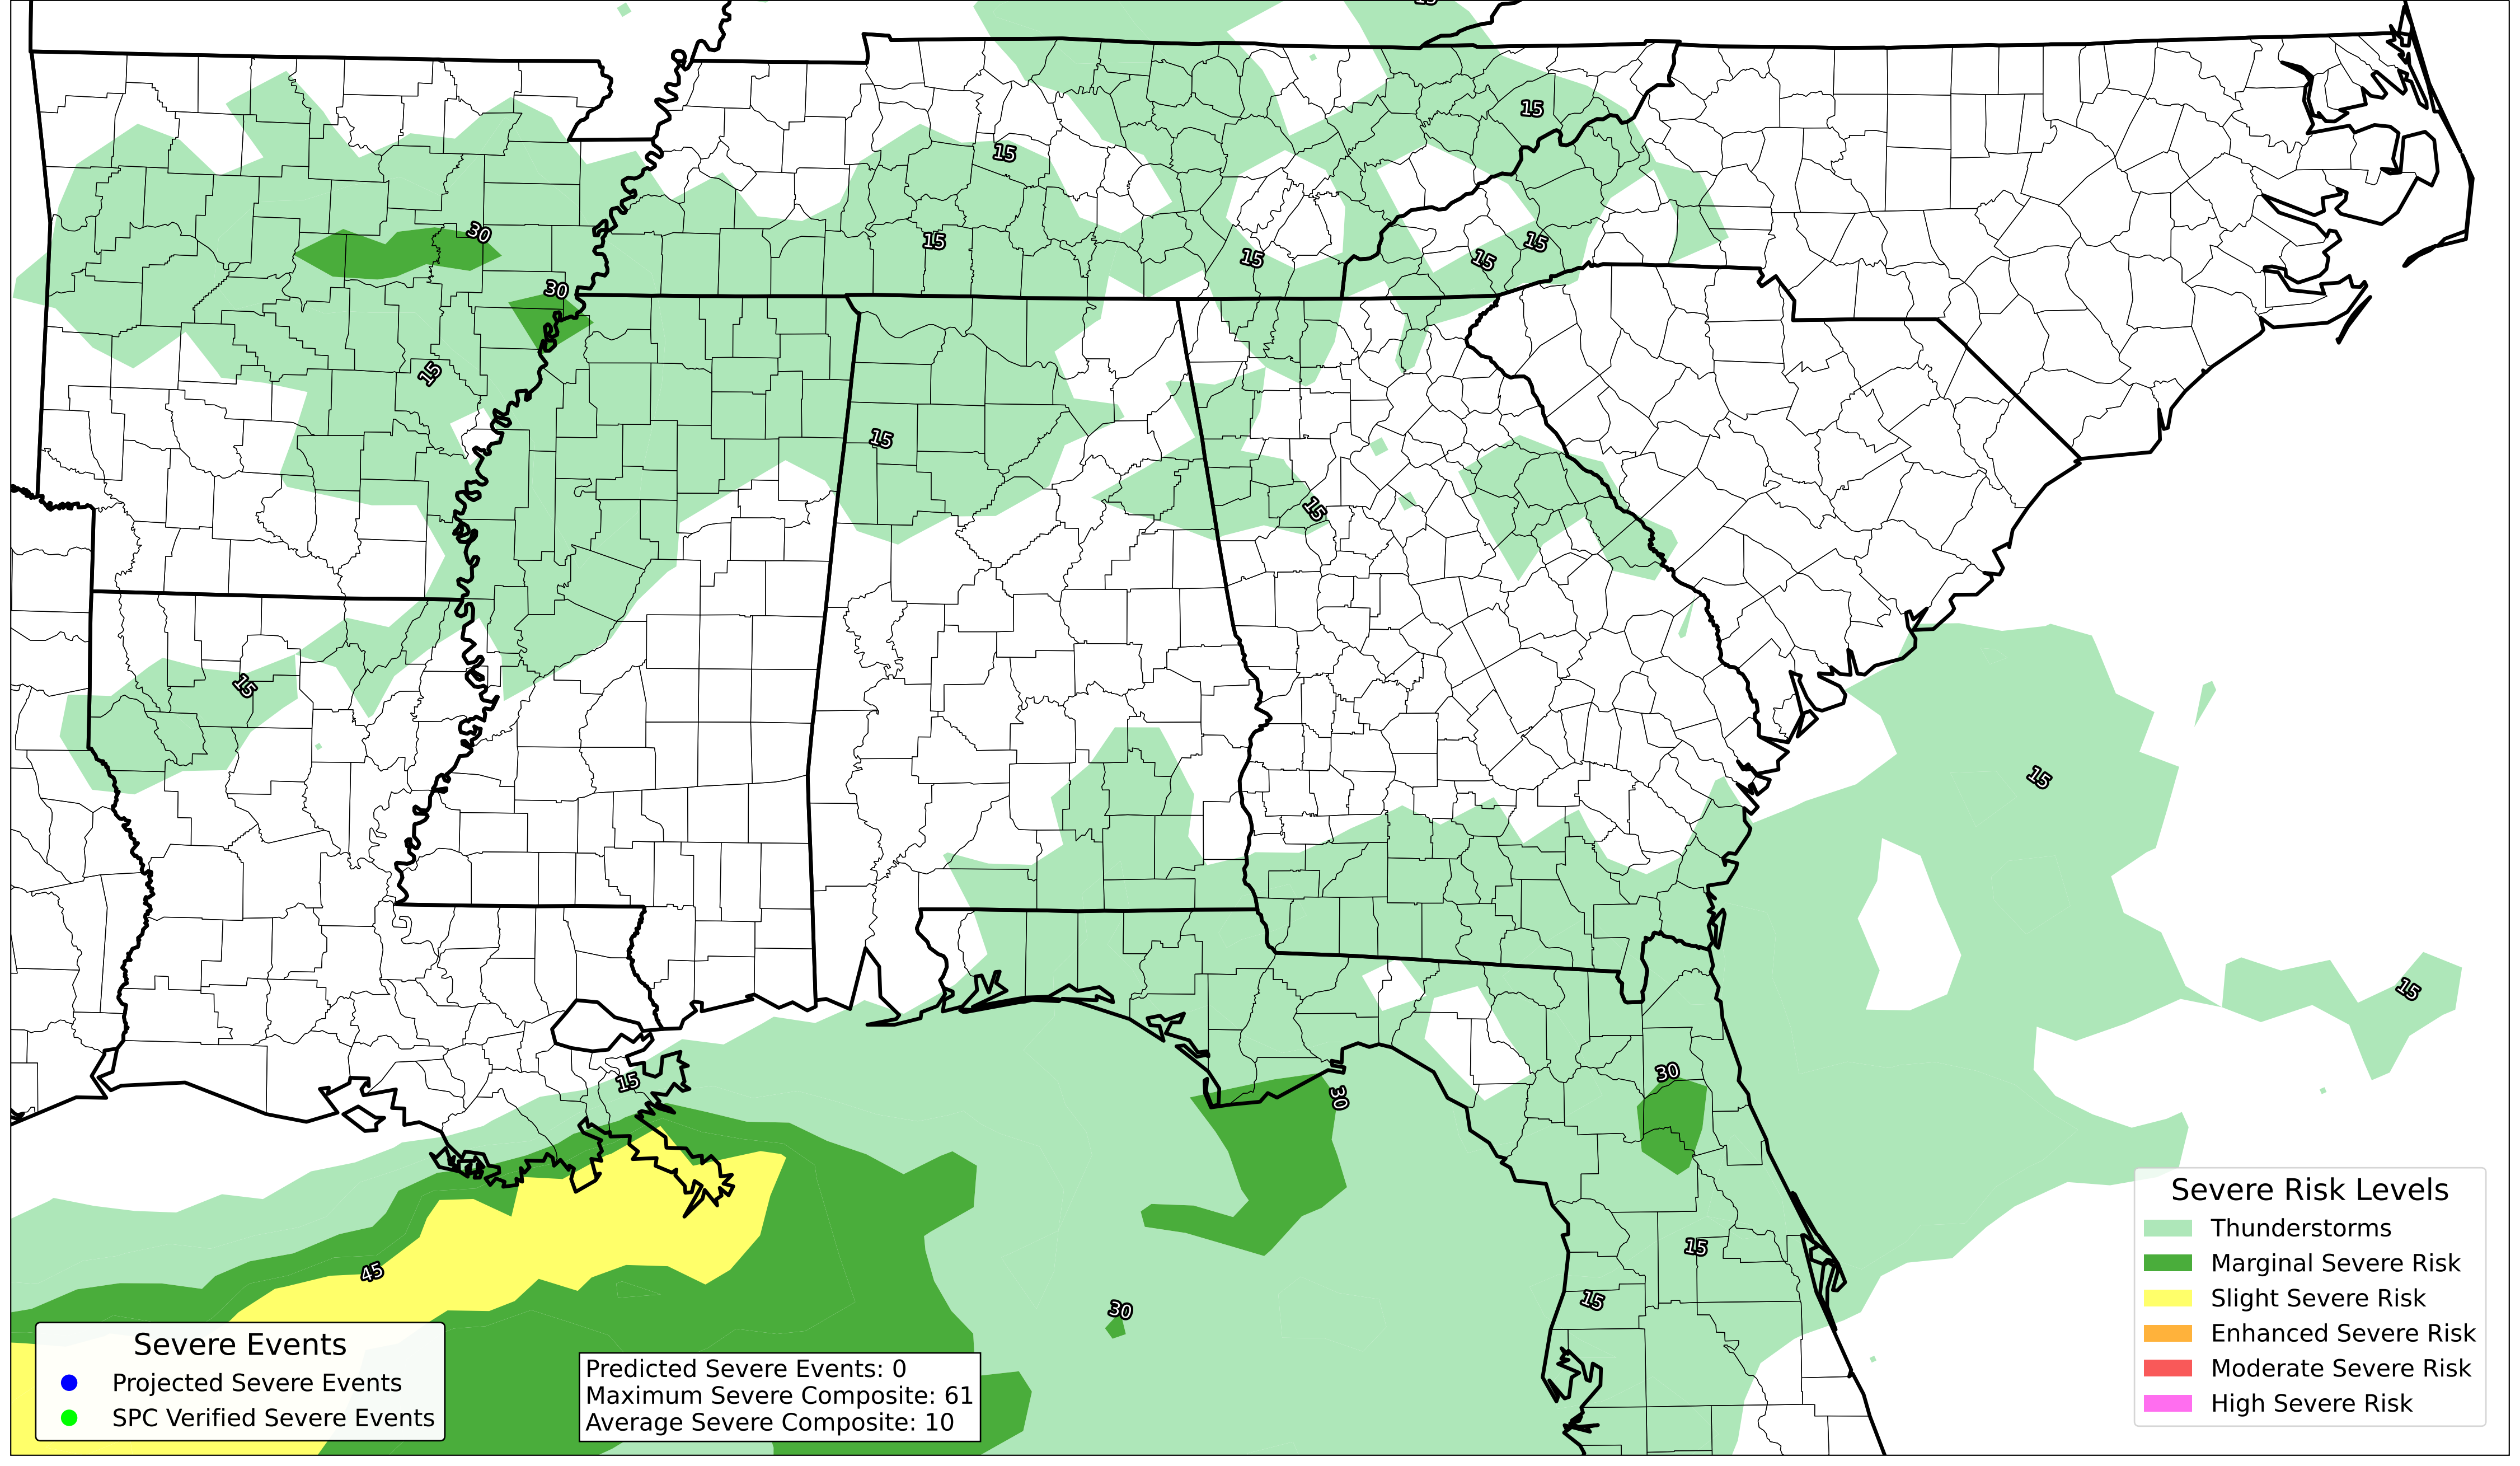 15
15
15
30
15
15
15
15
30
15
15
15
15
15
15
30
15
30
15
45
15
30
Severe Risk Levels
Thunderstorms
Marginal Severe Risk
Slight Severe Risk
Enhanced Severe Risk
Moderate Severe Risk
High Severe Risk
Severe Events
Projected Severe Events
SPC Verified Severe Events
Predicted Severe Events: 0
Maximum Severe Composite: 61
Average Severe Composite: 10